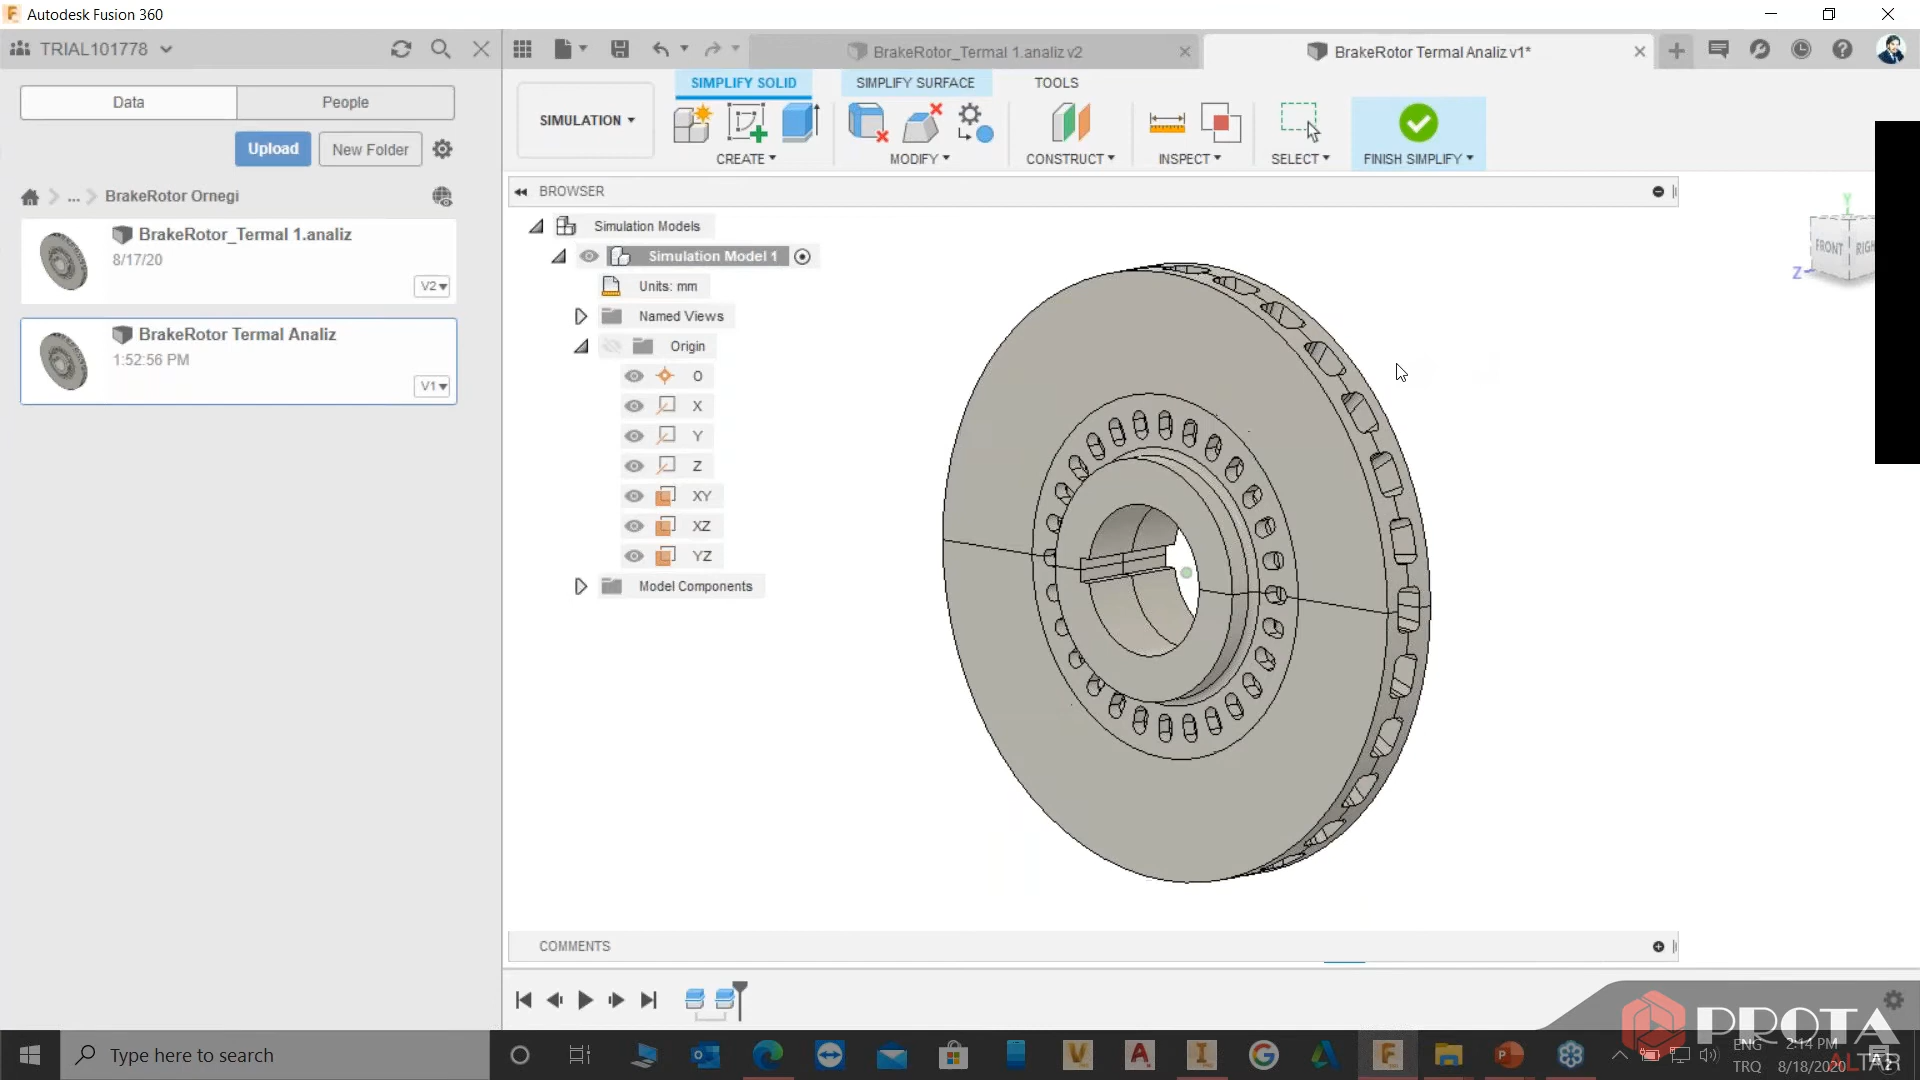 Autodesk Fusion 360
TRIAL101778
BrakeRotor_Termal 1.analiz v2
BrakeRotor Termal Analiz v1*
Data
People
Upload
New Folder
BrakeRotor Ornegi
BrakeRotor_Termal 1.analiz
8/17/20
V2
BrakeRotor Termal Analiz
1:52:56 PM
V1
SIMPLIFY SOLID
SIMPLIFY SURFACE
TOOLS
SIMULATION
CREATE
MODIFY
CONSTRUCT
INSPECT
SELECT
FINISH SIMPLIFY
BROWSER
Simulation Models
Simulation Model 1
Units: mm
Named Views
Origin
O
X
Y
Z
XY
XZ
YZ
Model Components
Y
FRONT
Z
COMMENTS
Type here to search
PROTA
ALTAR
ENG
TRQ
2:14 PM
8/18/2020